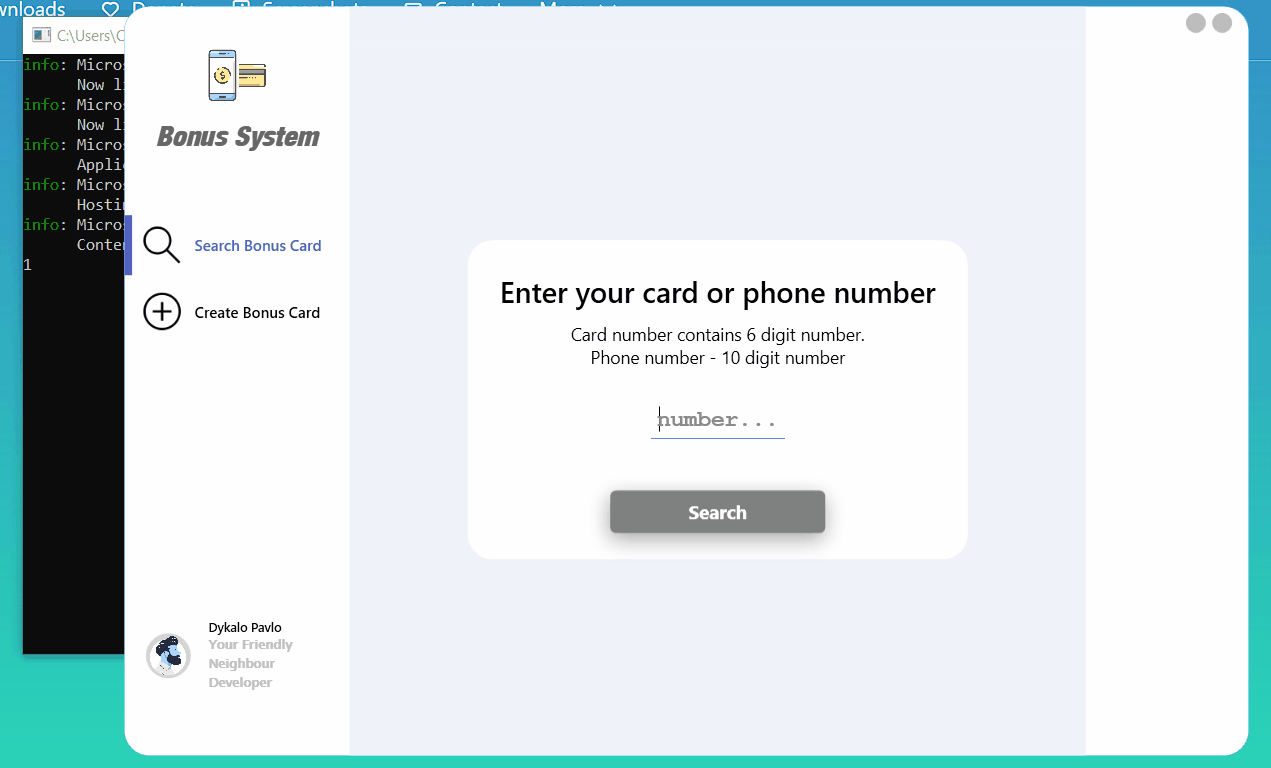 Contact
C:\Users\C
info: Micros
Now li
info: Micros
Now li
info: Micros
Applic
info: Micros
Hostin
info: Micros
Conten
1
Bonus System
Search Bonus Card
Create Bonus Card
Dykalo Pavlo
Your Friendly
Neighbour
Developer
Enter your card or phone number
Card number contains 6 digit number.
Phone number - 10 digit number
number...
Search